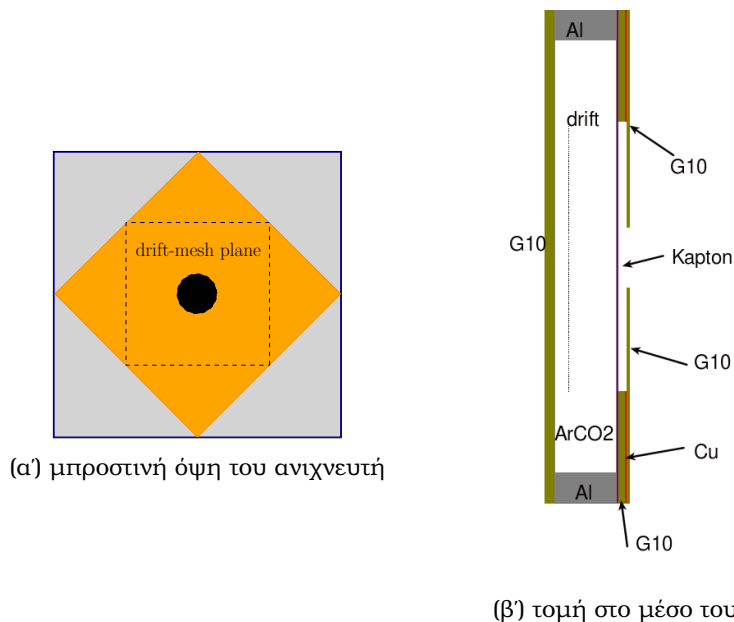 drift-mesh plane
(α') μπροστινή όψη του ανιχνευτή
Al
drift
G10
G10
Kapton
G10
ArCO2
Cu
Al
G10
(β') τομή στο μέσο του